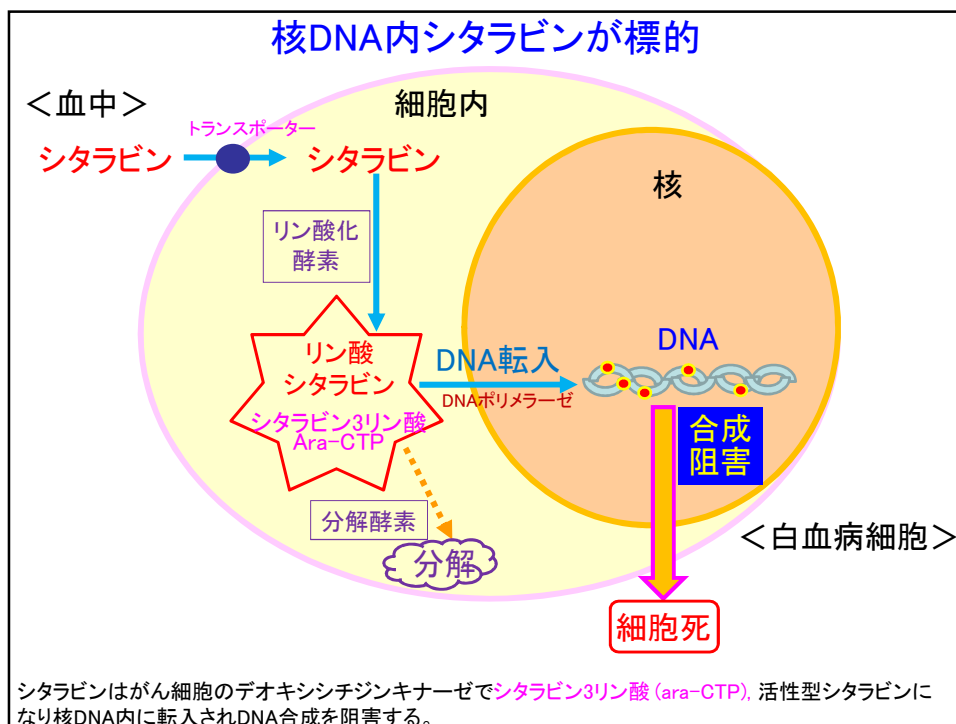 核DNA内シタラビンが標的
＜血中＞
細胞内
トランスポーター
シタラビン
シタラビン
核
リン酸化
酵素
リン酸
シタラビン
シタラビン3リン酸
Ara-CTP
DNA転入
DNAポリメラーゼ
DNA
合成
阻害
分解酵素
分解
＜白血病細胞＞
細胞死
シタラビンはがん細胞のデオキシシチジンキナーゼでシタラビン3リン酸 (ara-CTP), 活性型シタラビンに
なり核DNA内に転入されDNA合成を阻害する。